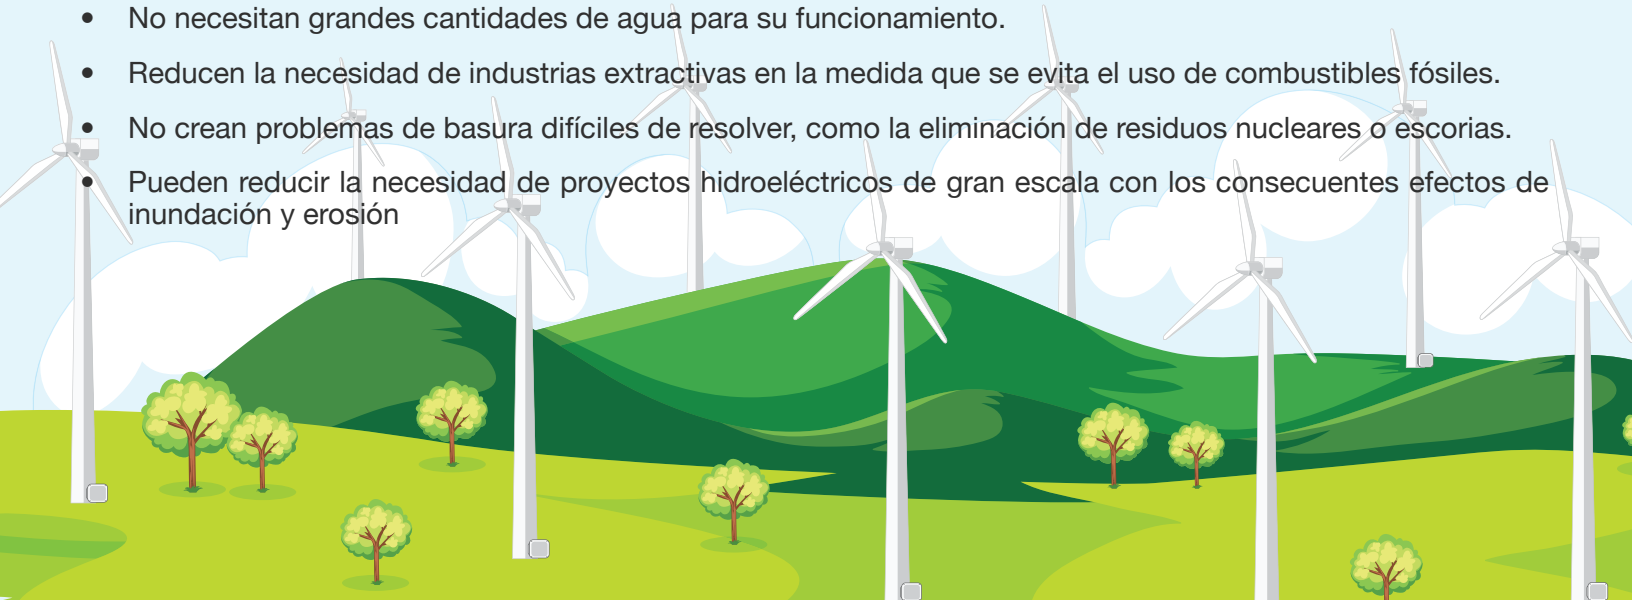 • No necesitan grandes cantidades de agua para su funcionamiento.
• Reducen la necesidad de industrias extractivas en la medida que se evita el uso de combustibles fósiles.
• No crean problemas de basura difíciles de resolver, como la eliminación de residuos nucleares o escorias.
• Pueden reducir la necesidad de proyectos hidroeléctricos de gran escala con los consecuentes efectos de
inundación y erosión